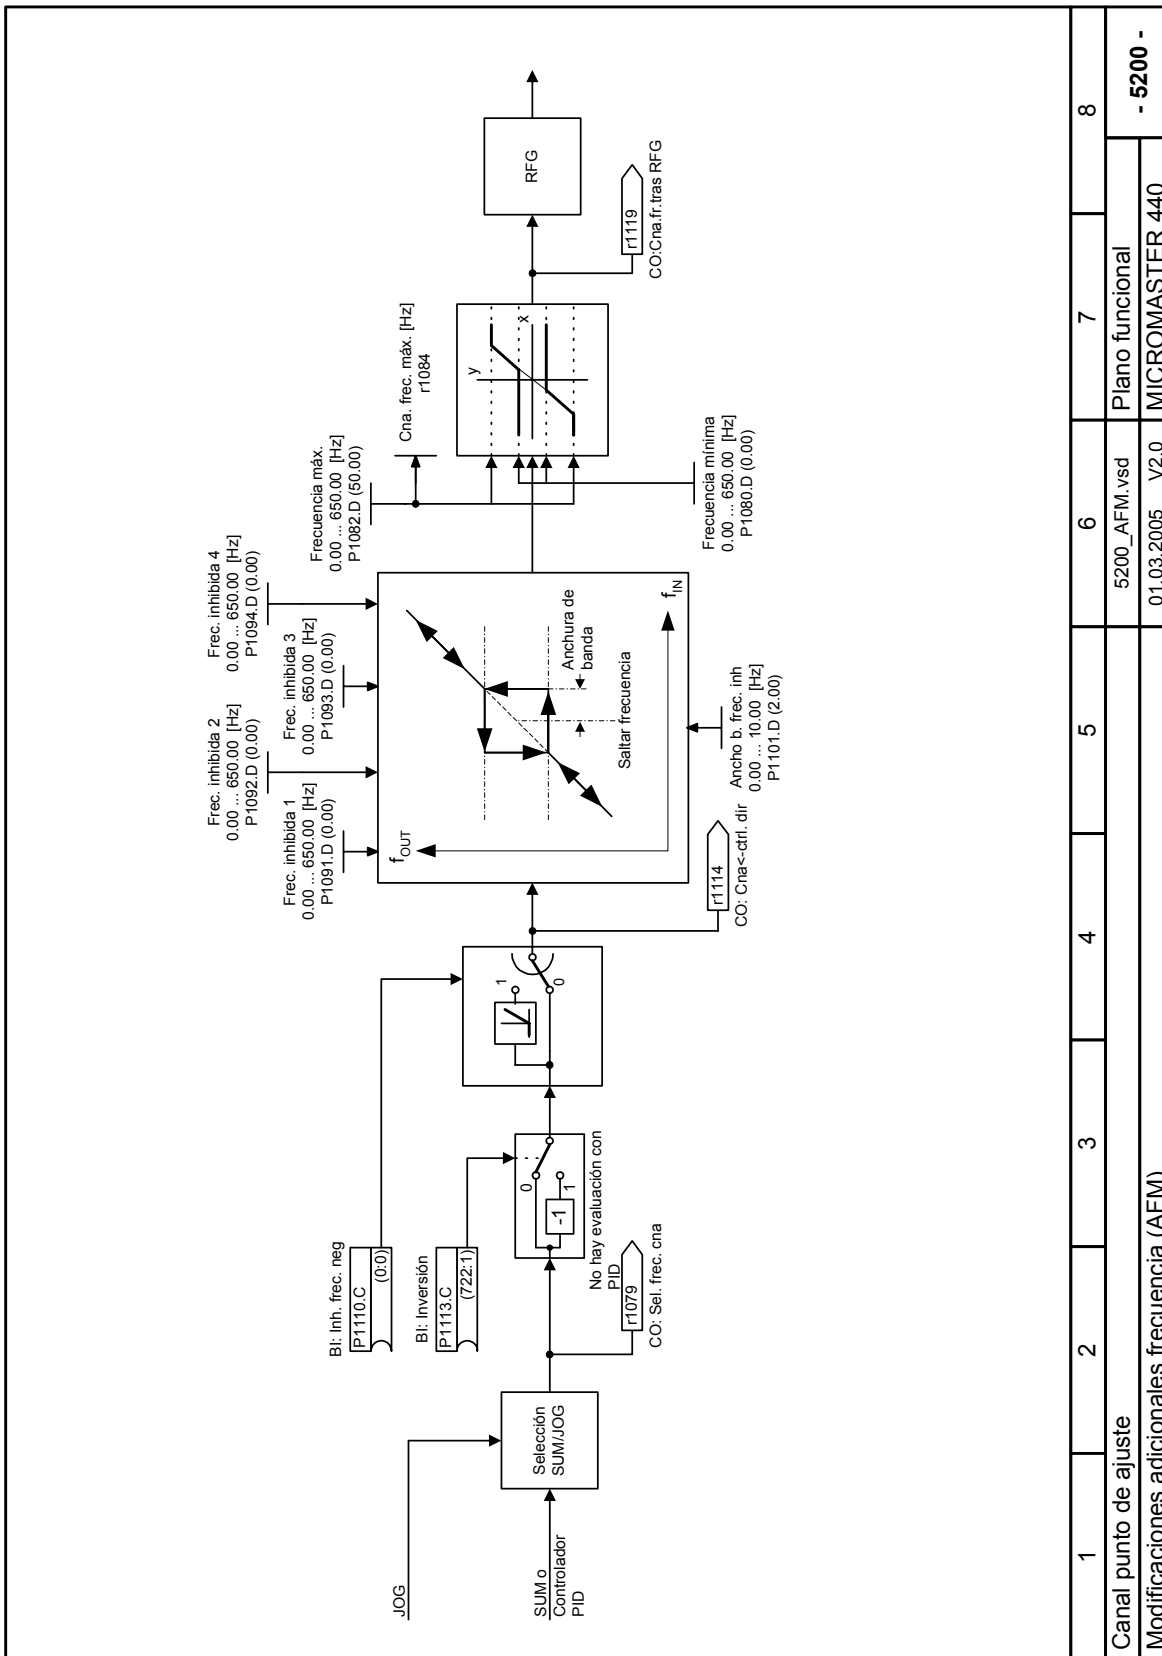 JOG
SUM o
Controlador
PID
Selección
SUM/JOG
r1079
CO: Sel. frec. cna
BI: Inh. frec. neg
P1110.C
(0:0)
BI: Inversión
P1113.C
(722:1)
0
1
-1
No hay evaluación con
PID
1
0
r1114
CO: Cna<-ctrl. dir
Frec. inhibida 1
0.00 ... 650.00 [Hz]
P1091.D (0.00)
Frec. inhibida 2
0.00 ... 650.00 [Hz]
P1092.D (0.00)
Frec. inhibida 3
0.00 ... 650.00 [Hz]
P1093.D (0.00)
Frec. inhibida 4
0.00 ... 650.00 [Hz]
P1094.D (0.00)
fOUT
fIN
Saltar frecuencia
Anchura de
banda
Ancho b. frec. inh
0.00 ... 10.00 [Hz]
P1101.D (2.00)
Frecuencia máx.
0.00 ... 650.00 [Hz]
P1082.D (50.00)
Cna. frec. máx. [Hz]
r1084
y
x
Frecuencia mínima
0.00 ... 650.00 [Hz]
P1080.D (0.00)
r1119
CO:Cna.fr.tras RFG
RFG
1 2 3 4 5 6 7 8
Canal punto de ajuste
5200_AFM.vsd
Plano funcional
- 5200 -
Modificaciones adicionales frecuencia (AFM)
01.03.2005 V2.0
MICROMASTER 440